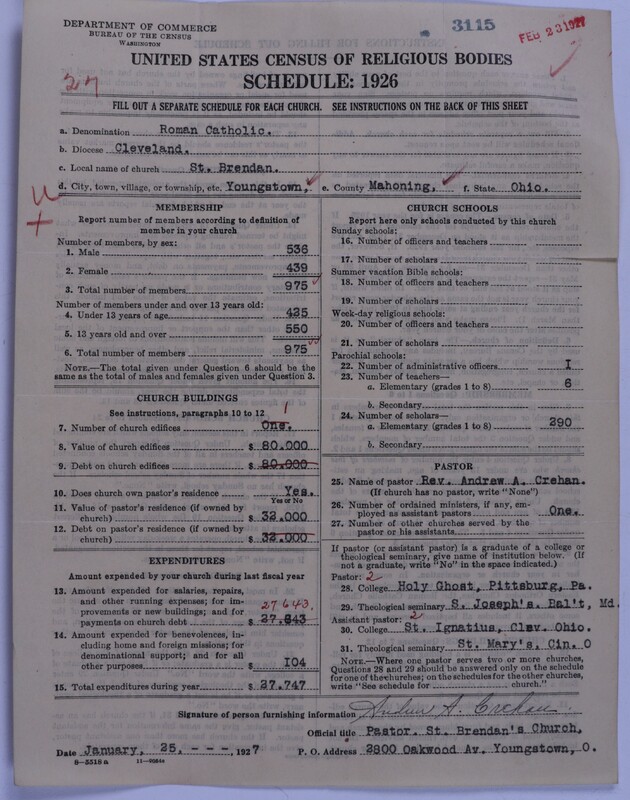 DEPARTMENT OF COMMERCE
BUREAU OF THE CENSUS
WASHINGTON
3115
FEB 23 1927
UNITED STATES CENSUS OF RELIGIOUS BODIES
SCHEDULE: 1926
27
FILL OUT A SEPARATE SCHEDULE FOR EACH CHURCH. SEE INSTRUCTIONS ON THE BACK OF THIS SHEET
a. Denomination Roman Catholic.
b. Diocese Cleveland.
c. Local name of church St. Brendan.
d. City, town, village, or township, etc. Youngstown, e. County Mahoning, f. State Ohio.
MEMBERSHIP
Report number of members according to definition of
member in your church
Number of members, by sex:
1. Male 536
2. Female 439
3. Total number of members 975
Number of members under and over 13 years old:
4. Under 13 years of age 425
5. 13 years old and over 550
6. Total number of members 975
NOTE.—The total given under Question 6 should be
same as the total of males and females given under Question 3.
CHURCH BUILDINGS
See instructions, paragraphs 10 to 12
1
7. Number of church edifices One.
8. Value of church edifices $ 80.000
9. Debt on church edifices $ 80.000
10. Does church own pastor's residence Yes.
Yes or No
11. Value of pastor's residence (if owned by
church) $ 32.000
12. Debt on pastor's residence (if owned by
church) $ 32.000
EXPENDITURES
Amount expended by your church during last fiscal year
13. Amount expended for salaries, repairs,
and other running expenses; for im-
provements or new buildings; and for
27643.
payments on church debt $ 27.843
14. Amount expended for benevolences, in-
cluding home and foreign missions; for
denominational support; and for all
other purposes $ 104
15. Total expenditures during year $ 27.747
CHURCH SCHOOLS
Report here only schools conducted by this church
Sunday schools:
16. Number of officers and teachers
17. Number of scholars
Summer vacation Bible schools:
18. Number of officers and teachers
19. Number of scholars
Week-day religious schools:
20. Number of officers and teachers
21. Number of scholars
Parochial schools:
22. Number of administrative officers I
23. Number of teachers—
a. Elementary (grades 1 to 8) 6
b. Secondary
24. Number of scholars—
a. Elementary (grades 1 to 8) 290
b. Secondary
PASTOR
25. Name of pastor Rev. Andrew A. Crehan.
(If church has no pastor, write "None")
26. Number of ordained ministers, if any, em-
ployed as assistant pastors One.
27. Number of other churches served by the
pastor or his assistants
If pastor (or assistant pastor) is a graduate of a college or
theological seminary, give name of institution below. (If
not a graduate, write "No" in the space indicated.)
Pastor: 2
28. College Holy Ghost, Pittsburg, Pa.
29. Theological seminary S. Joseph's. Bal't, Md.
Assistant pastor: 2
30. College St. Ignatius, Clev. Ohio.
31. Theological seminary St. Mary's, Cin. O
NOTE.—Where one pastor serves two or more churches,
Questions 28 and 29 should be answered only on the schedule
for one of the churches; on the schedules for the other churches,
write "See schedule for church."
Signature of person furnishing information Andrew A. Crehan.
Official title Pastor. St. Brendan's Church,
Date January, 25. - - -, 1927 P. O. Address 2800 Oakwood Av. Youngstown, O.
8-5518a